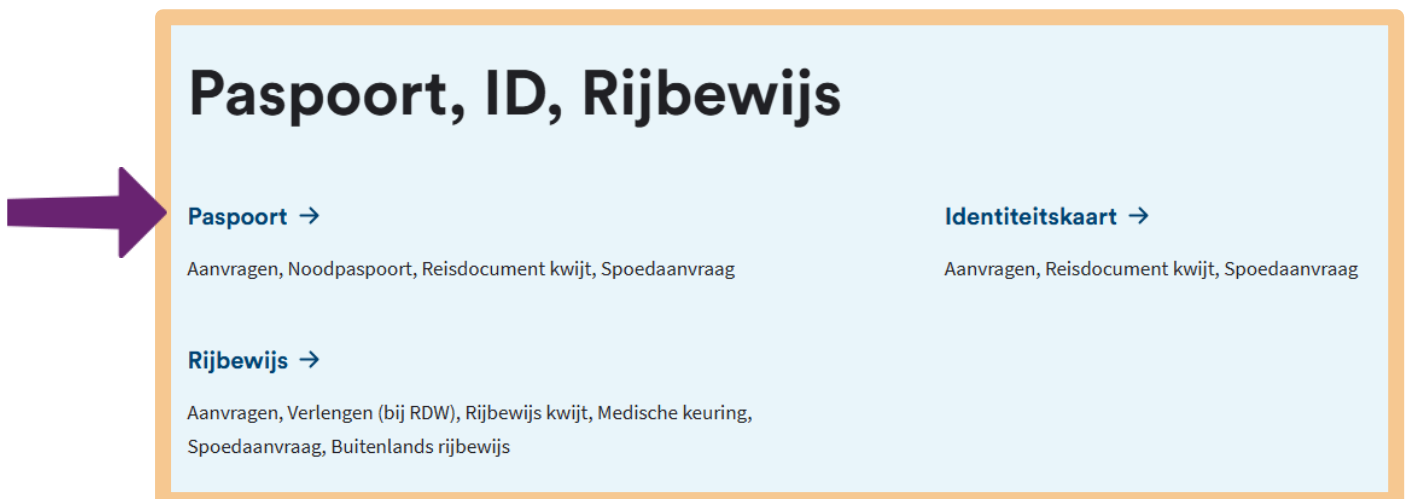 Paspoort, ID, Rijbewijs
Paspoort →
Aanvragen, Noodpaspoort, Reisdocument kwijt, Spoedaanvraag
Identiteitskaart →
Aanvragen, Reisdocument kwijt, Spoedaanvraag
Rijbewijs →
Aanvragen, Verlengen (bij RDW), Rijbewijs kwijt, Medische keuring,
Spoedaanvraag, Buitenlands rijbewijs